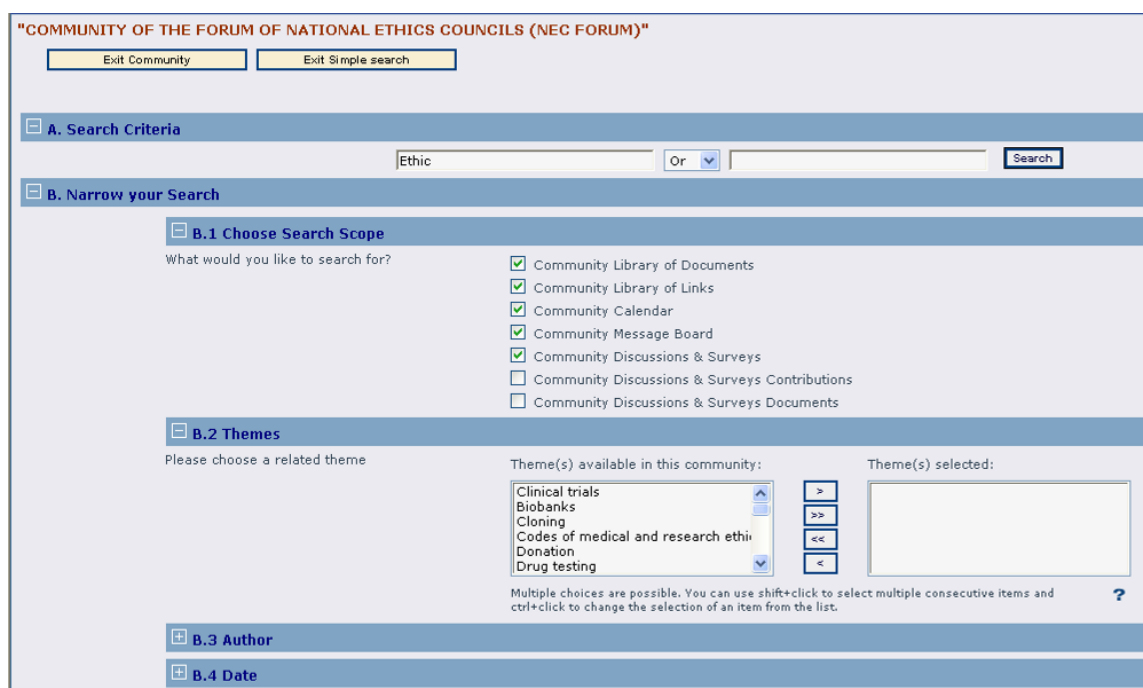 "COMMUNITY OF THE FORUM OF NATIONAL ETHICS COUNCILS (NEC FORUM)"
Exit Community
Exit Simple search
A. Search Criteria
Ethic
Or
Search
B. Narrow your Search
B.1 Choose Search Scope
What would you like to search for?
Community Library of Documents
Community Library of Links
Community Calendar
Community Message Board
Community Discussions & Surveys
Community Discussions & Surveys Contributions
Community Discussions & Surveys Documents
B.2 Themes
Please choose a related theme
Theme(s) available in this community:
Theme(s) selected:
Clinical trials
Biobanks
Cloning
Codes of medical and research ethi
Donation
Drug testing
>
>>
<<
<
Multiple choices are possible. You can use shift+click to select multiple consecutive items and
ctrl+click to change the selection of an item from the list.
?
B.3 Author
B.4 Date